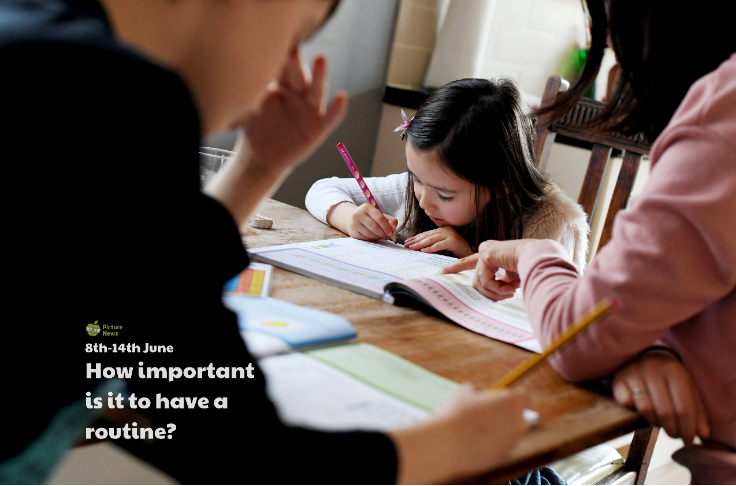 Picture
News
8th-14th June
How important
is it to have a
routine?